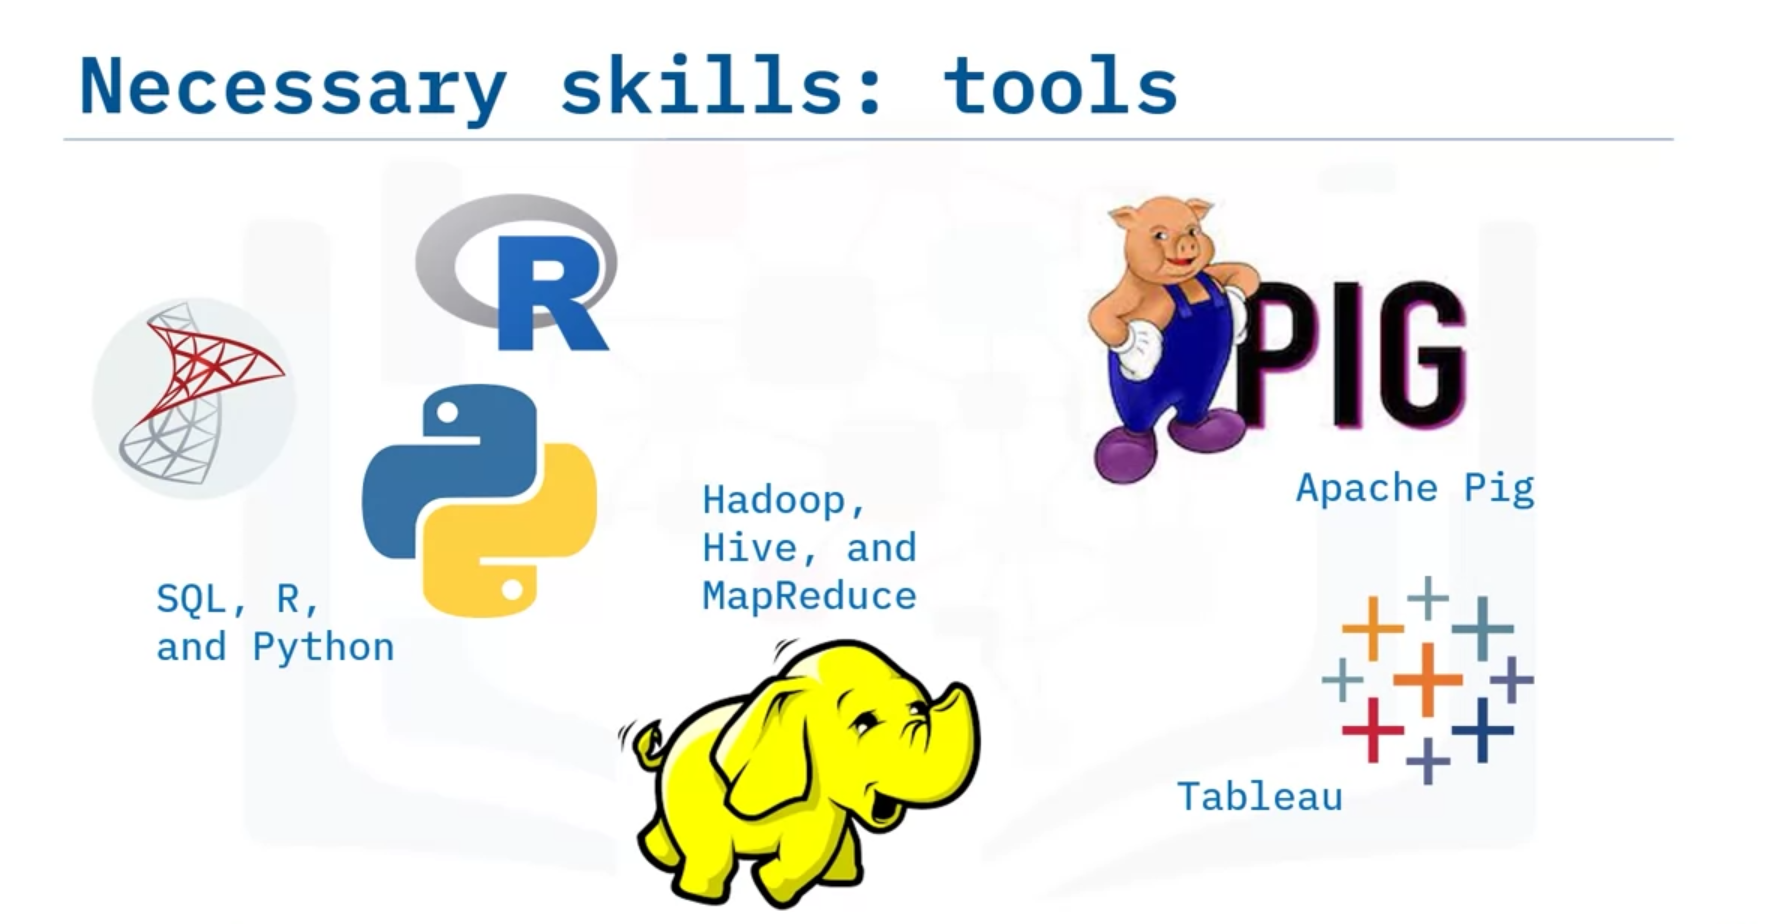 Necessary skills: tools
R
SQL, R,
and Python
Hadoop,
Hive, and
MapReduce
PIG
Apache Pig
Tableau